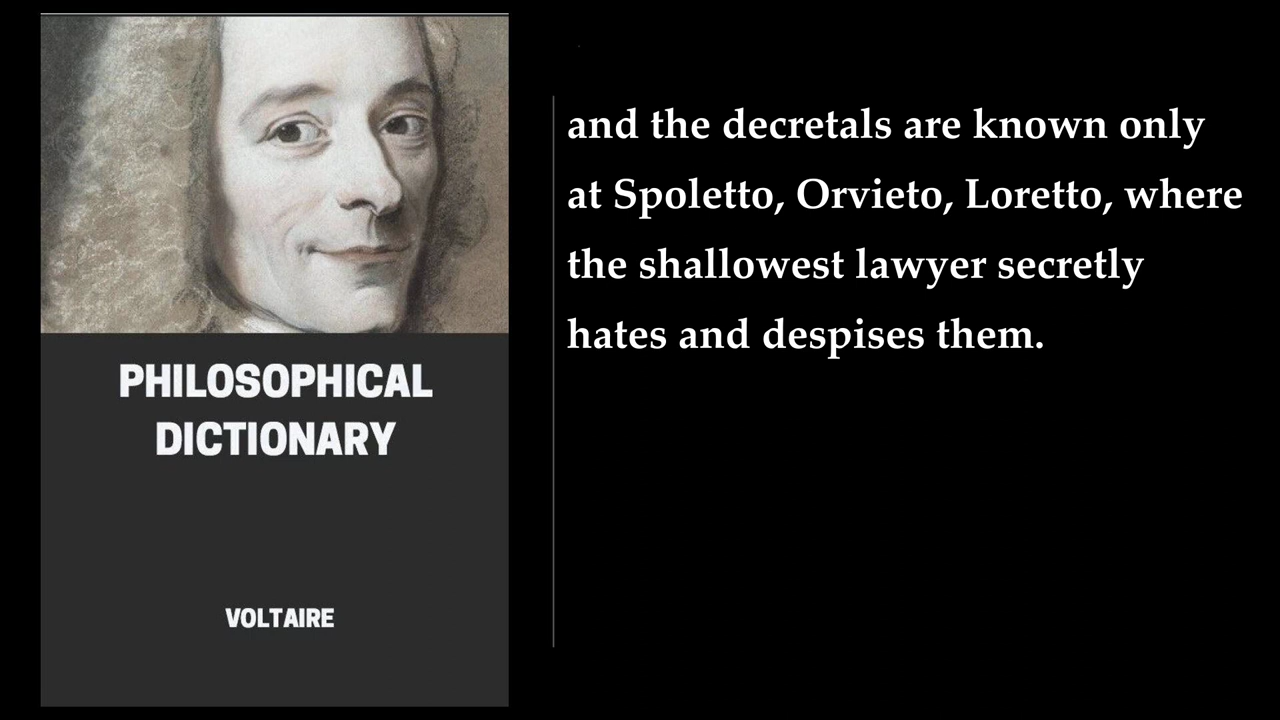 PHILOSOPHICAL
DICTIONARY
VOLTAIRE
and the decretals are known only
at Spoletto, Orvieto, Loretto, where
the shallowest lawyer secretly
hates and despises them.